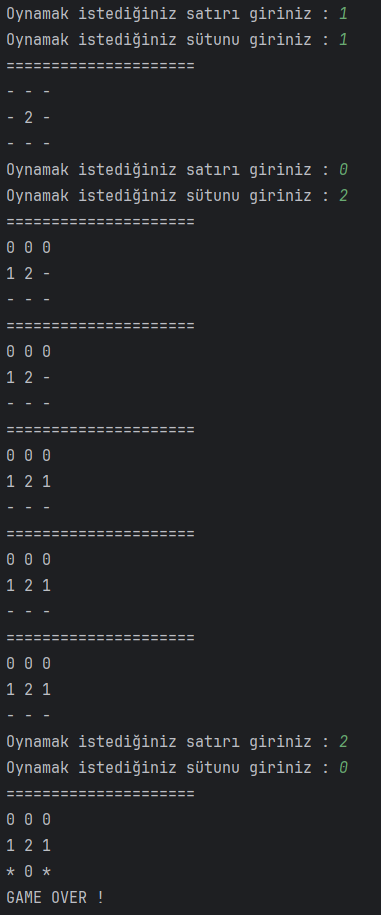 Oynamak istediğiniz satırı giriniz : 1
Oynamak istediğiniz sütunu giriniz : 1
=====================
- - -
- 2 -
- - -
Oynamak istediğiniz satırı giriniz : 0
Oynamak istediğiniz sütunu giriniz : 2
=====================
0 0 0
1 2 -
- - -
=====================
0 0 0
1 2 -
- - -
=====================
0 0 0
1 2 1
- - -
=====================
0 0 0
1 2 1
- - -
=====================
0 0 0
1 2 1
- - -
Oynamak istediğiniz satırı giriniz : 2
Oynamak istediğiniz sütunu giriniz : 0
=====================
0 0 0
1 2 1
* 0 *
GAME OVER !